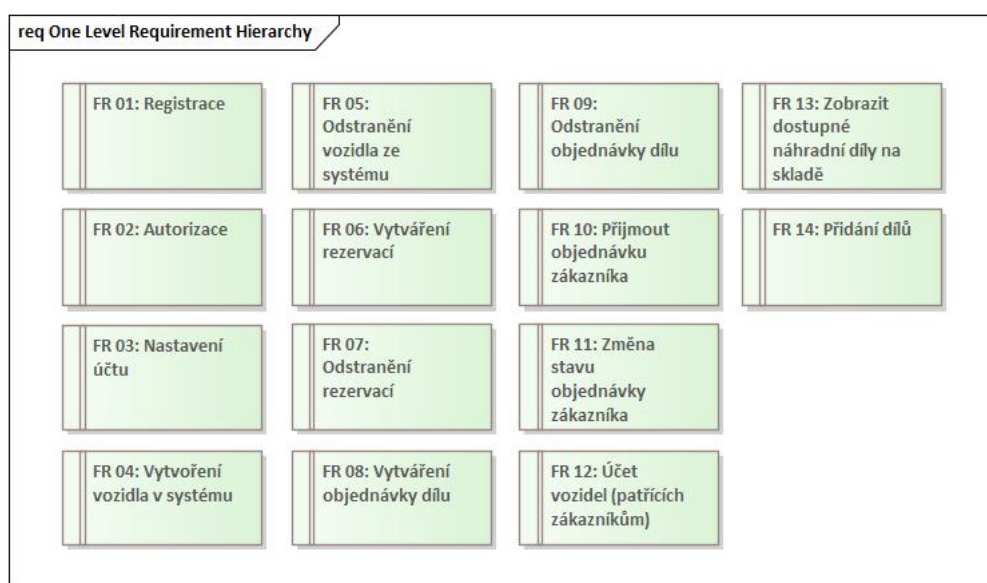 req One Level Requirement Hierarchy
FR 01: Registrace
FR 02: Autorizace
FR 03: Nastavení
účtu
FR 04: Vytvoření
vozidla v systému
FR 05:
Odstranění
vozidla ze
systému
FR 06: Vytváření
rezervací
FR 07:
Odstranění
rezervací
FR 08: Vytváření
objednávky dílu
FR 09:
Odstranění
objednávky dílu
FR 10: Přijmout
objednávku
zákazníka
FR 11: Změna
stavu
objednávky
zákazníka
FR 12: Účet
vozidel (patřících
zákazníkům)
FR 13: Zobrazit
dostupné
náhradní díly na
skladě
FR 14: Přidání dílů